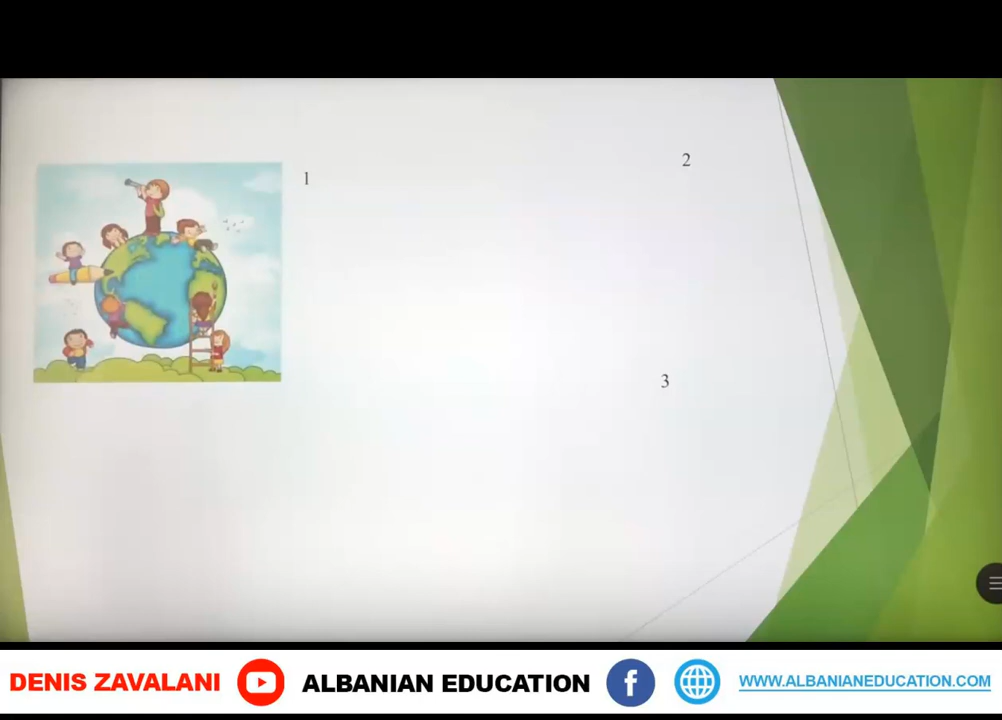 1
2
3
DENIS ZAVALANI
ALBANIAN EDUCATION
WWW.ALBANIANEDUCATION.COM